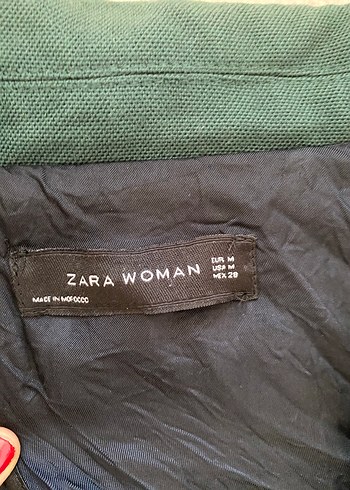 ZARA WOMAN
EUR M
USA M
MEX 28
MADE IN MOROCCO